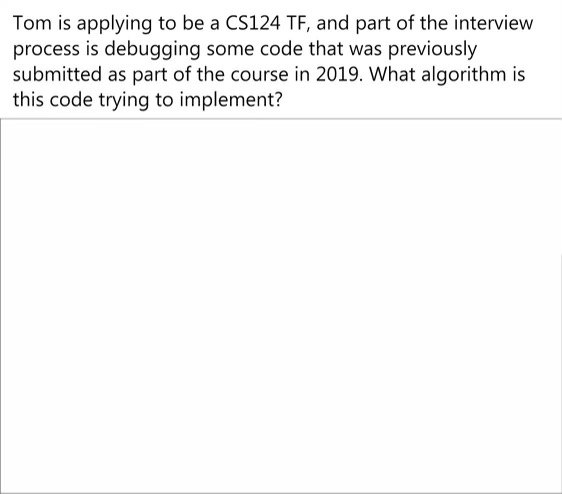 Tom is applying to be a CS124 TF, and part of the interview
process is debugging some code that was previously
submitted as part of the course in 2019. What algorithm is
this code trying to implement?